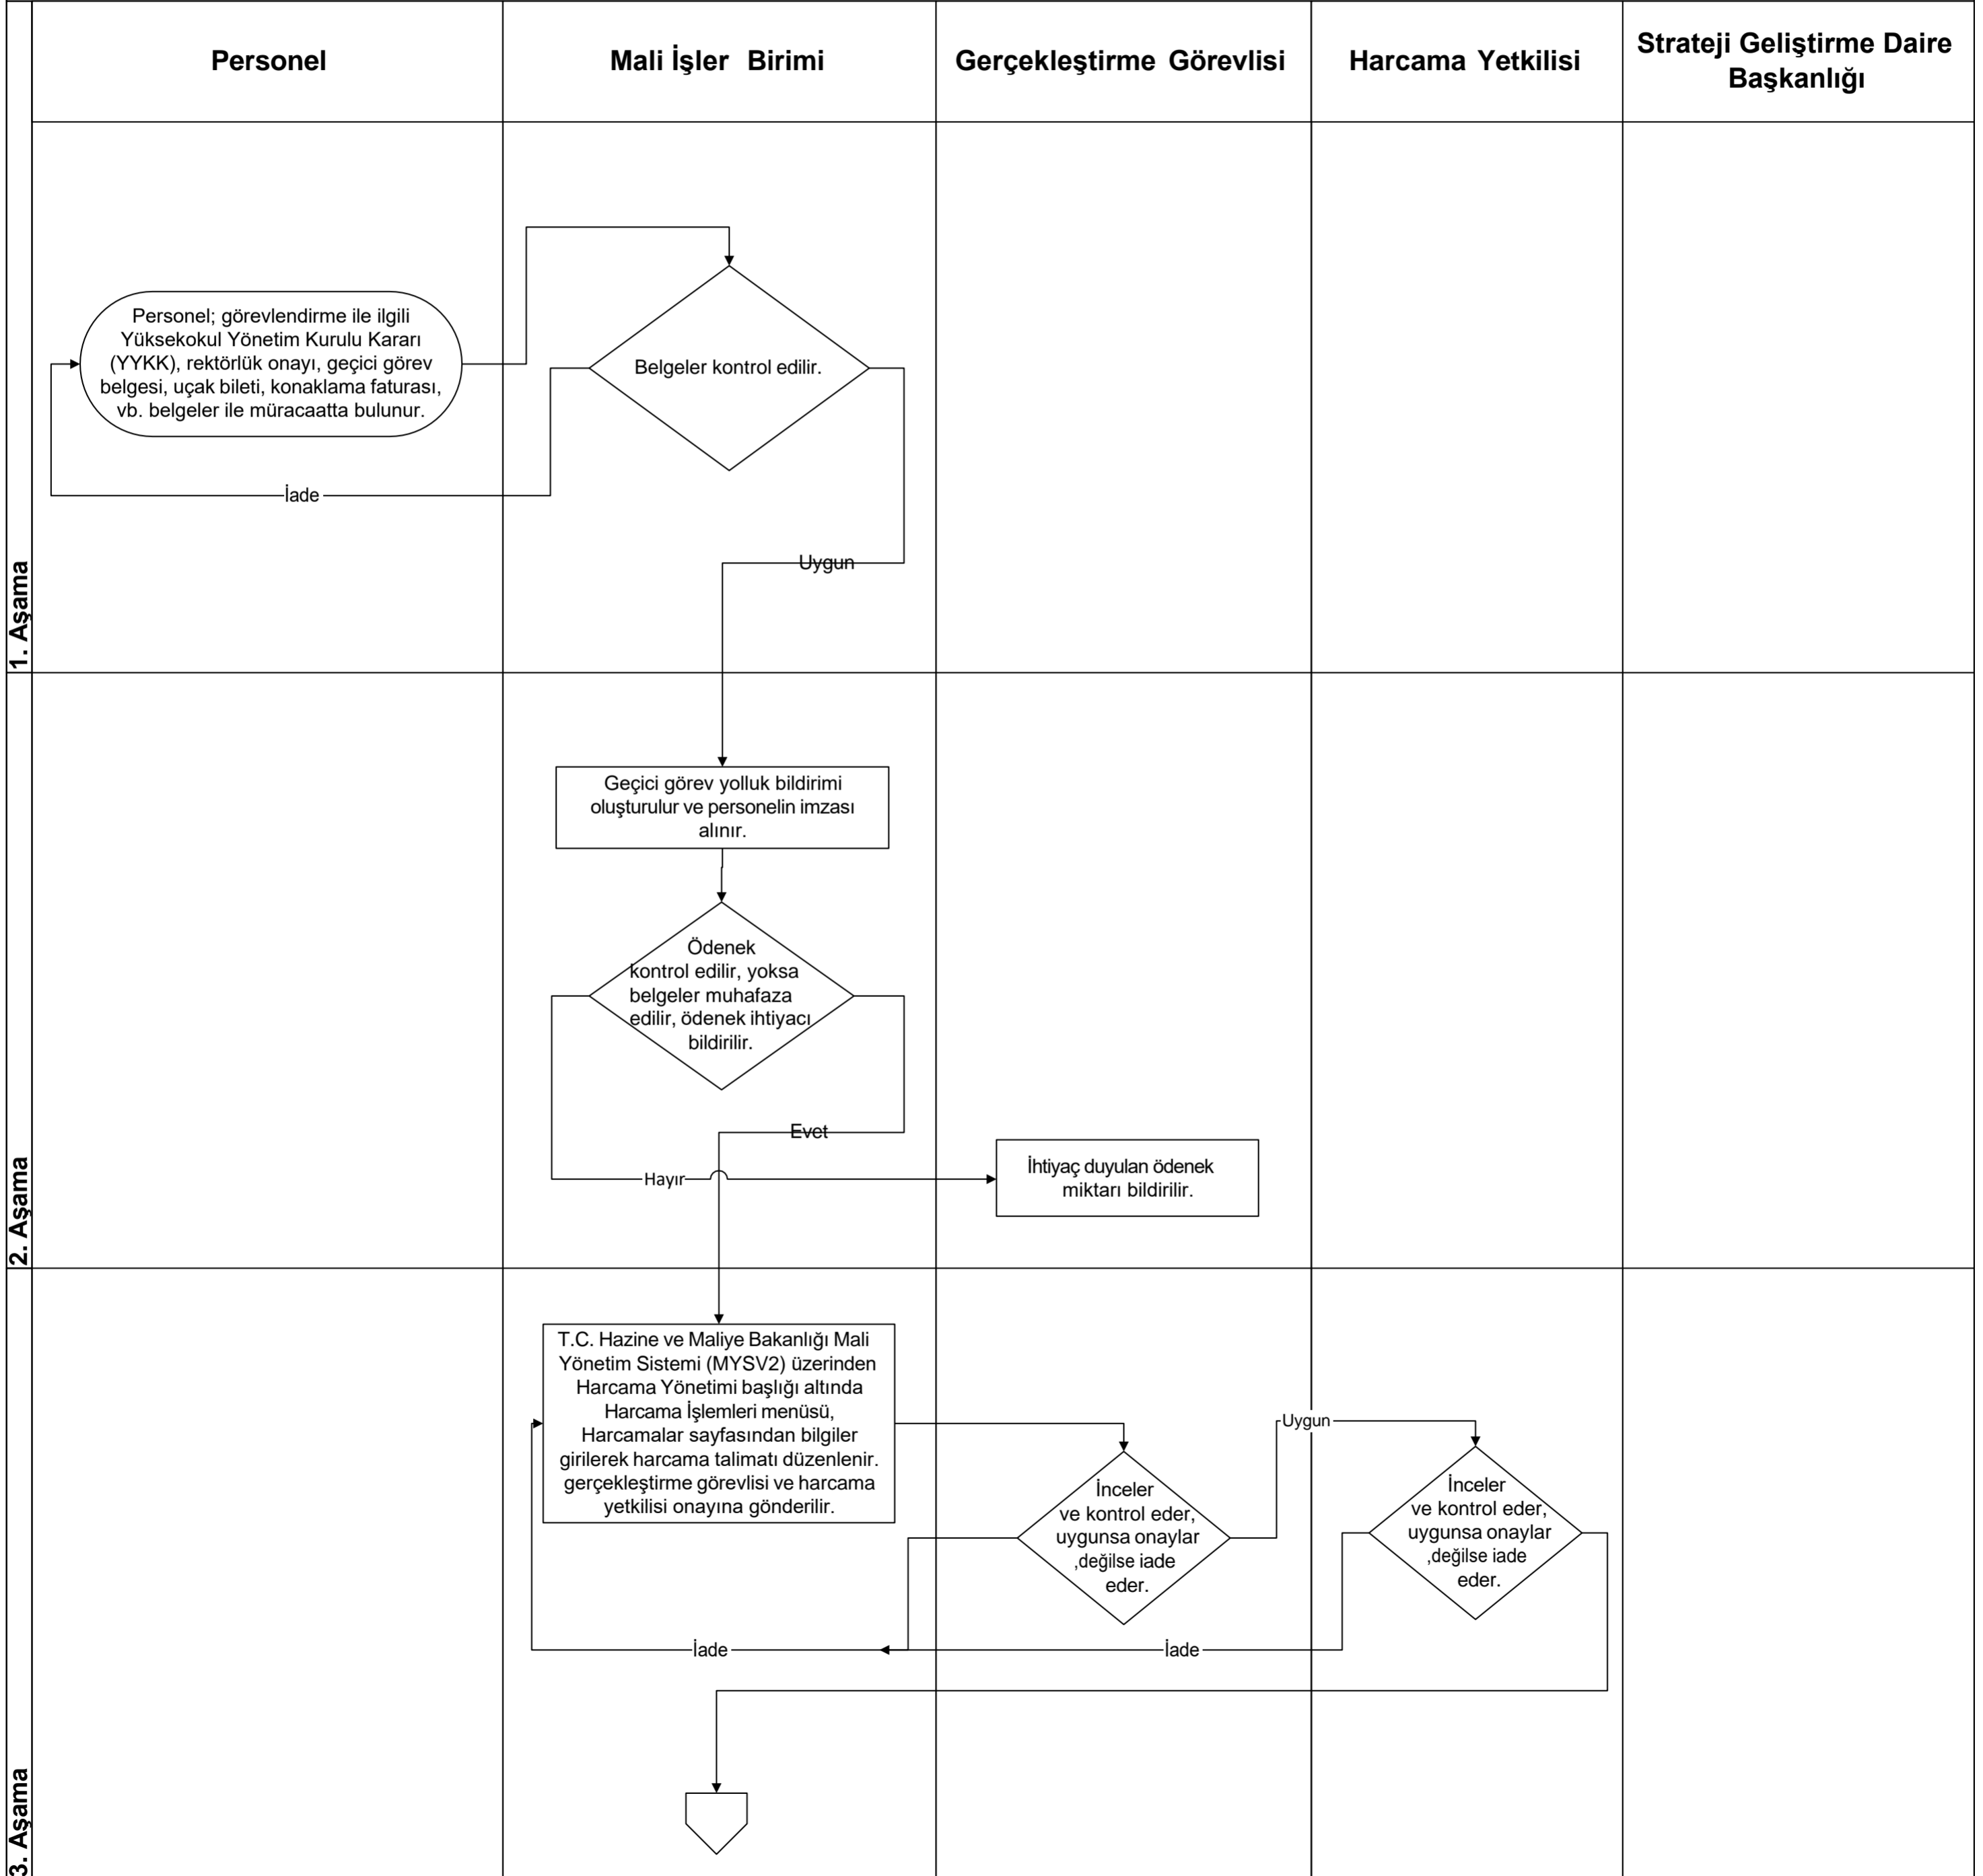 Personel
Mali İşler Birimi
Gerçekleştirme Görevlisi
Harcama Yetkilisi
Strateji Geliştirme Daire
Başkanlığı
1. Aşama
Personel; görevlendirme ile ilgili
Yüksekokul Yönetim Kurulu Kararı
(YYKK), rektörlük onayı, geçici görev
belgesi, uçak bileti, konaklama faturası,
vb. belgeler ile müracaatta bulunur.
Belgeler kontrol edilir.
İade
Uygun
2. Aşama
Geçici görev yolluk bildirimi
oluşturulur ve personelin imzası
alınır.
Ödenek
kontrol edilir, yoksa
belgeler muhafaza
edilir, ödenek ihtiyacı
bildirilir.
Evet
Hayır
İhtiyaç duyulan ödenek
miktarı bildirilir.
3. Aşama
T.C. Hazine ve Maliye Bakanlığı Mali
Yönetim Sistemi (MYSV2) üzerinden
Harcama Yönetimi başlığı altında
Harcama İşlemleri menüsü,
Harcamalar sayfasından bilgiler
girilerek harcama talimatı düzenlenir.
gerçekleştirme görevlisi ve harcama
yetkilisi onayına gönderilir.
İnceler
ve kontrol eder,
uygunsa onaylar
,değilse iade
eder.
Uygun
İnceler
ve kontrol eder,
uygunsa onaylar
,değilse iade
eder.
İade
İade